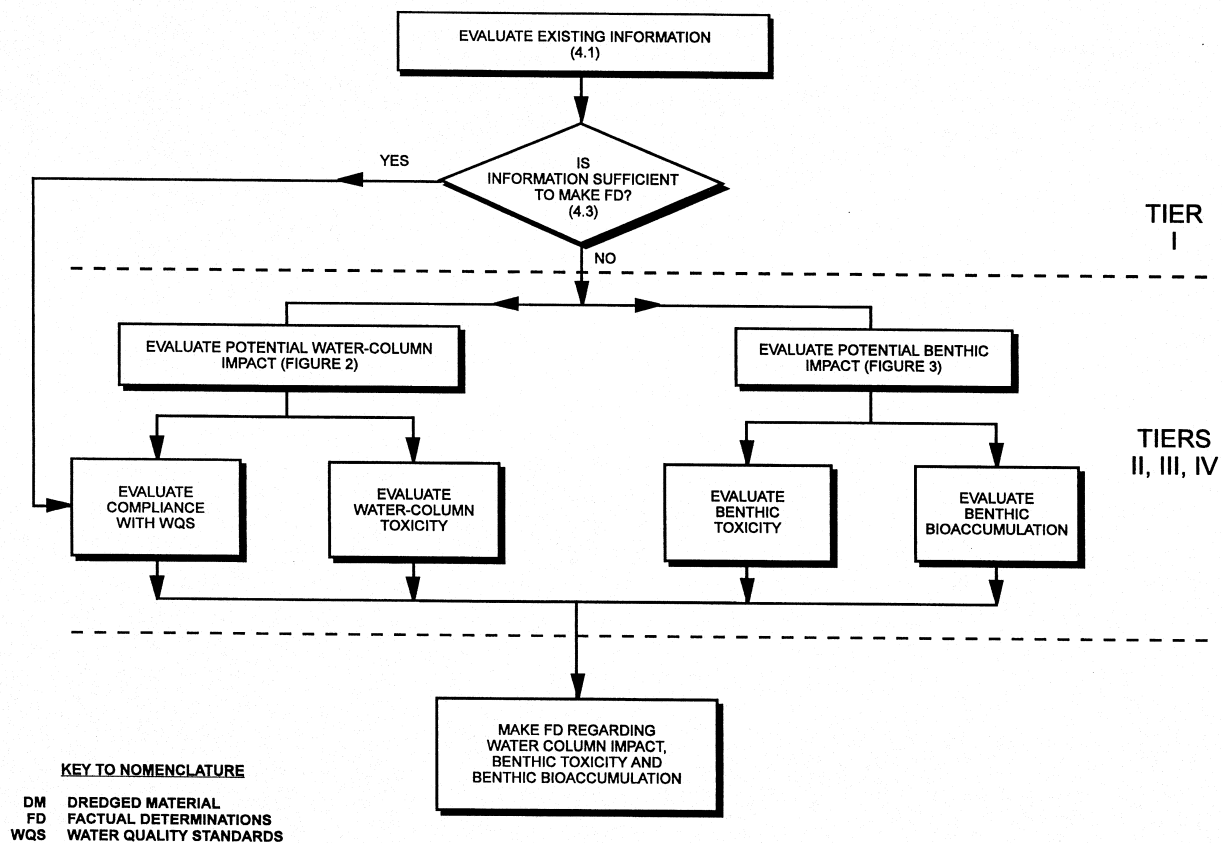 EVALUATE EXISTING INFORMATION
(4.1)
YES
IS
INFORMATION SUFFICIENT
TO MAKE FD?
(4.3)
TIER
I
NO
EVALUATE POTENTIAL WATER-COLUMN
IMPACT (FIGURE 2)
EVALUATE POTENTIAL BENTHIC
IMPACT (FIGURE 3)
TIERS
II, III, IV
EVALUATE
COMPLIANCE
WITH WQS
EVALUATE
WATER-COLUMN
TOXICITY
EVALUATE
BENTHIC
TOXICITY
EVALUATE
BENTHIC
BIOACCUMULATION
MAKE FD REGARDING
WATER COLUMN IMPACT,
BENTHIC TOXICITY AND
BENTHIC BIOACCUMULATION
KEY TO NOMENCLATURE
DM DREDGED MATERIAL
FD FACTUAL DETERMINATIONS
WQS WATER QUALITY STANDARDS